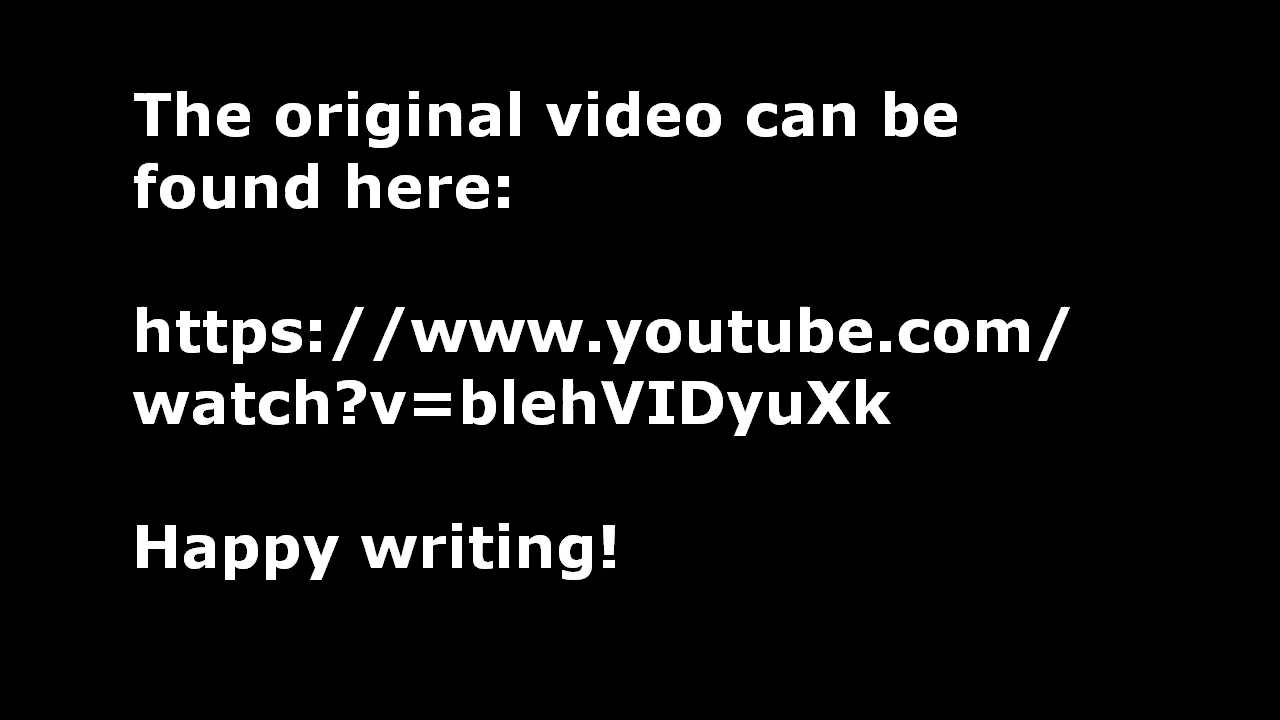 The original video can be
found here:
https://www.youtube.com/
watch?v=blehVIDyuXk
Happy writing!